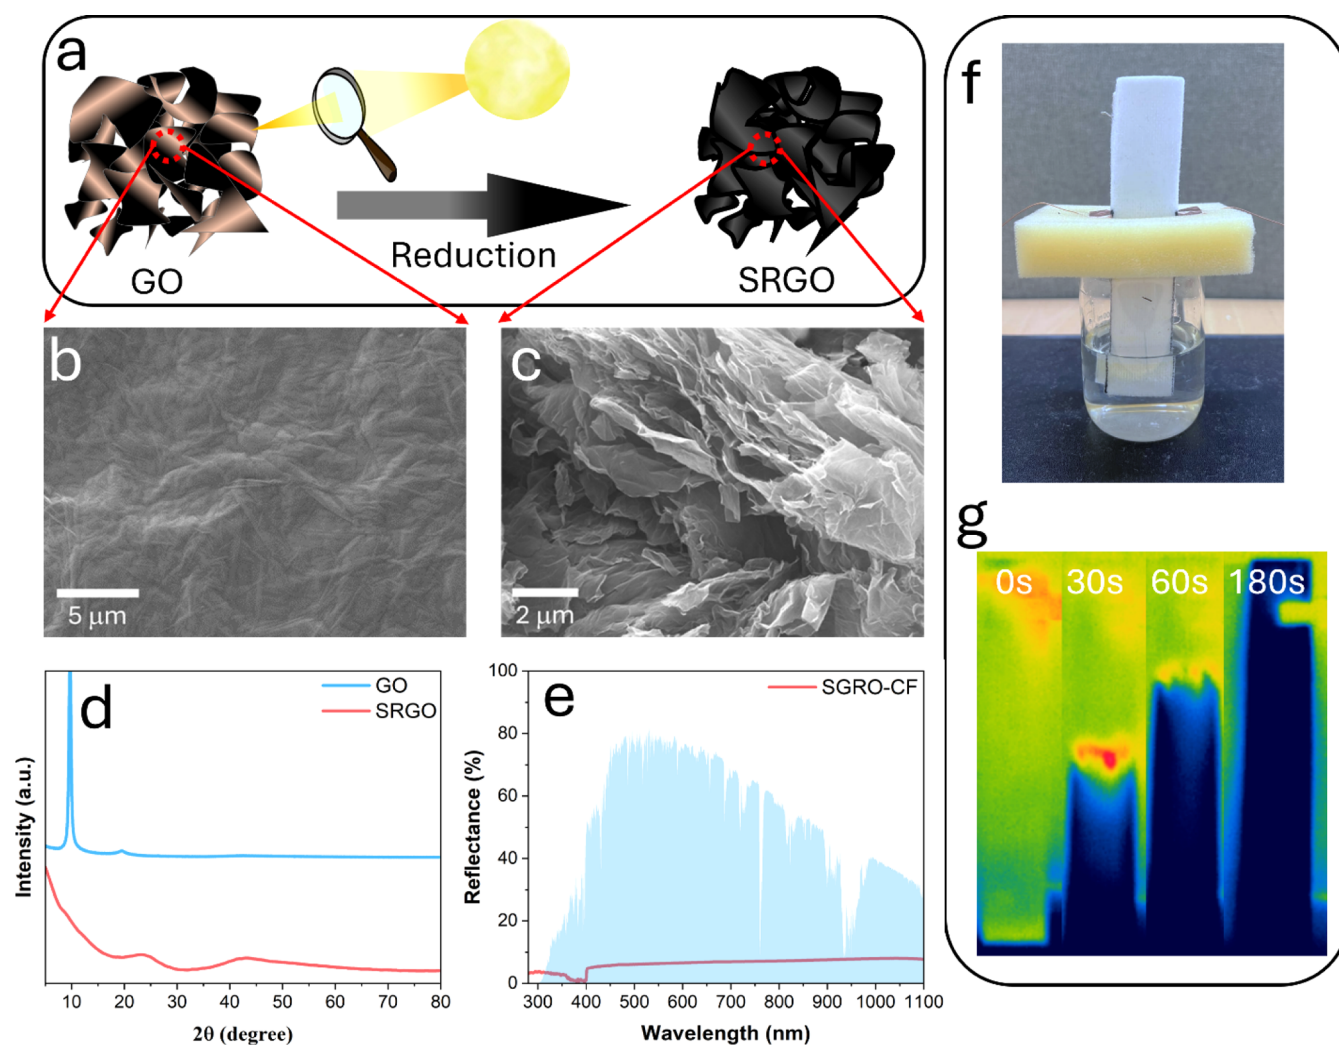 a
GO
Reduction
SRGO
b
5 μm
c
2 μm
d
GO
SRGO
Intensity (a.u.)
10 20 30 40 50 60 70 80
2θ (degree)
e
SGRO-CF
100
80
60
40
20
0
Reflectance (%)
300 400 500 600 700 800 900 1000 1100
Wavelength (nm)
f
g
0s 30s 60s 180s